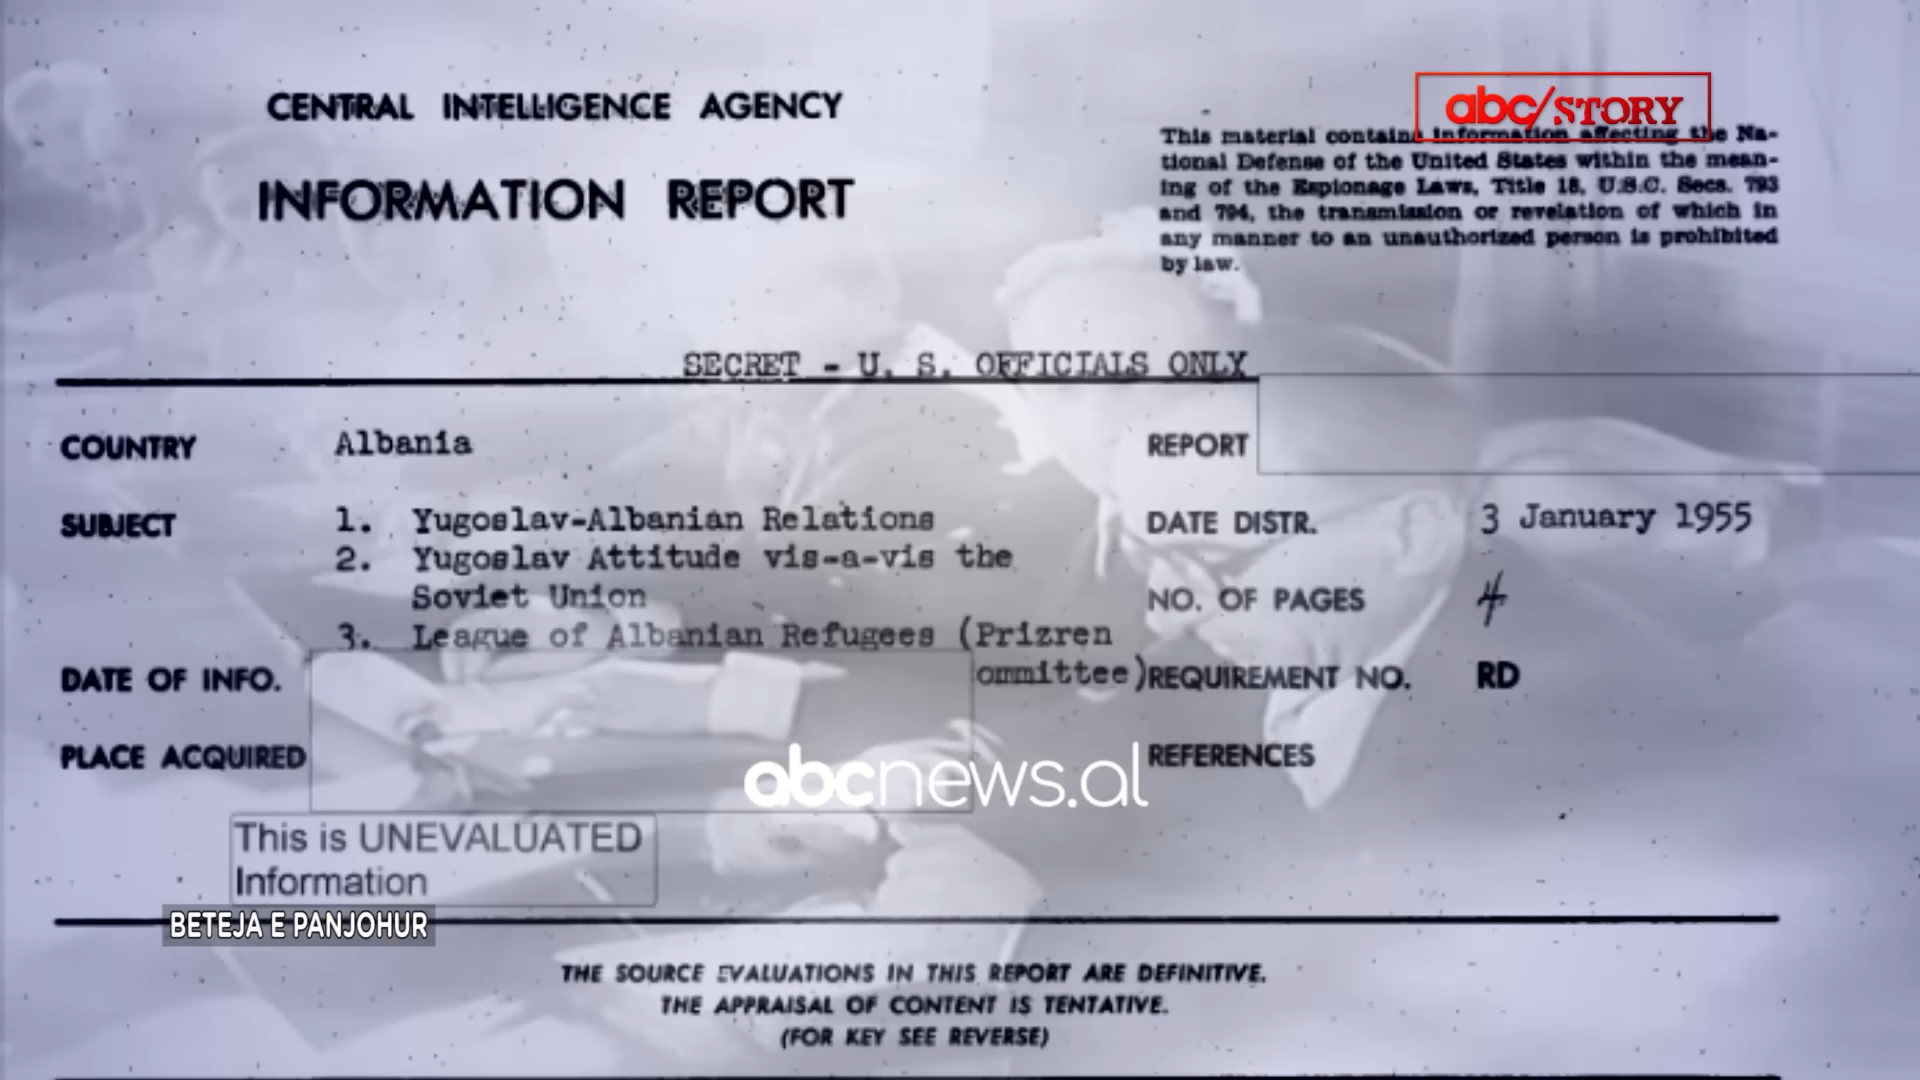 abc/STORY
CENTRAL INTELLIGENCE AGENCY
INFORMATION REPORT
This material contains information affecting the Na-
tional Defense of the United States within the mean-
ing of the Espionage Laws, Title 18, U.S.C. Secs. 793
and 794, the transmission or revelation of which in
any manner to an unauthorized person is prohibited
by law.
SECRET - U. S. OFFICIALS ONLY
COUNTRY Albania
REPORT
SUBJECT 1. Yugoslav-Albanian Relations
2. Yugoslav Attitude vis-a-vis the
Soviet Union
3. League of Albanian Refugees (Prizren
ommittee)
DATE DISTR. 3 January 1955
NO. OF PAGES 4
REQUIREMENT NO. RD
REFERENCES
DATE OF INFO.
PLACE ACQUIRED
abcnews.al
This is UNEVALUATED
Information
BETEJA E PANJOHUR
THE SOURCE EVALUATIONS IN THIS REPORT ARE DEFINITIVE.
THE APPRAISAL OF CONTENT IS TENTATIVE.
(FOR KEY SEE REVERSE)